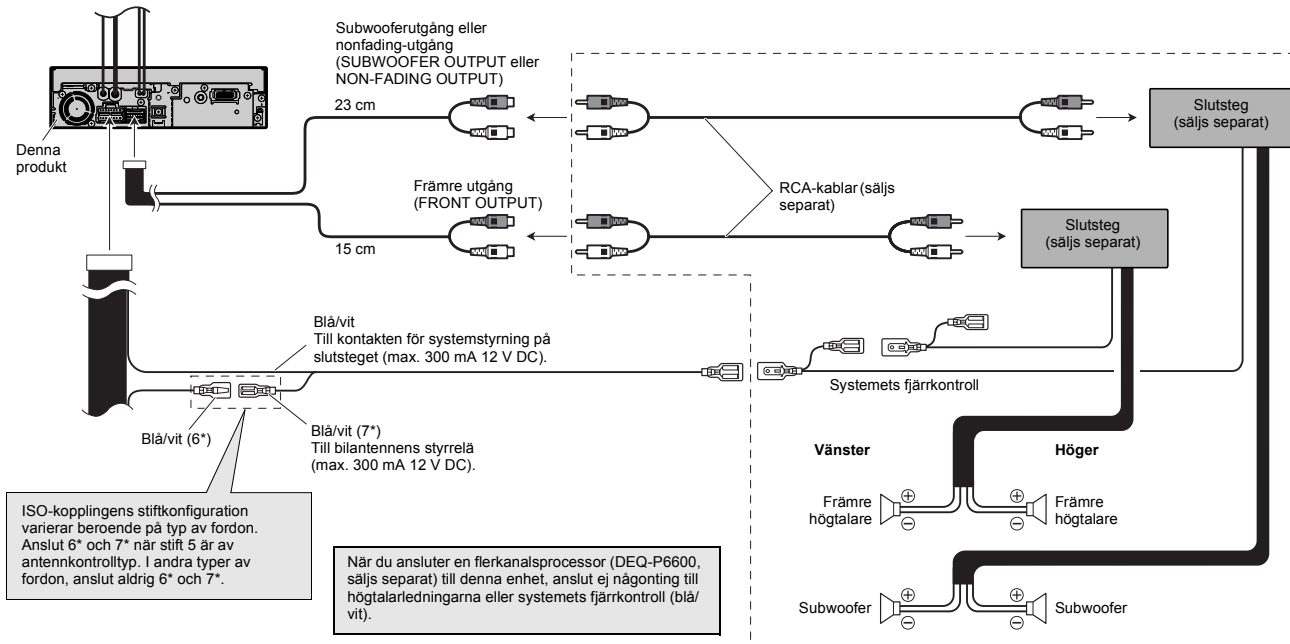 Subwooferutgång eller
nonfading-utgång
(SUBWOOFER OUTPUT eller
NON-FADING OUTPUT)
23 cm
Denna
produkt
Slutsteg
(säljs separat)
Främre utgång
(FRONT OUTPUT)
15 cm
RCA-kablar (säljs
separat)
Slutsteg
(säljs separat)
Blå/vit
Till kontakten för systemstyrning på
slutsteget (max. 300 mA 12 V DC).
Systemets fjärrkontroll
Blå/vit (6*)
Blå/vit (7*)
Till bilantennens styrrelä
(max. 300 mA 12 V DC).
Vänster
Höger
ISO-kopplingens stiftkonfiguration
varierar beroende på typ av fordon.
Anslut 6* och 7* när stift 5 är av
antennkontrolltyp. I andra typer av
fordon, anslut aldrig 6* och 7*.
När du ansluter en flerkanalsprocessor (DEQ-P6600,
säljs separat) till denna enhet, anslut ej någonting till
högtalarledningarna eller systemets fjärrkontroll (blå/
vit).
Främre
högtalare
+
−
+
−
Främre
högtalare
Subwoofer
+
−
+
−
Subwoofer